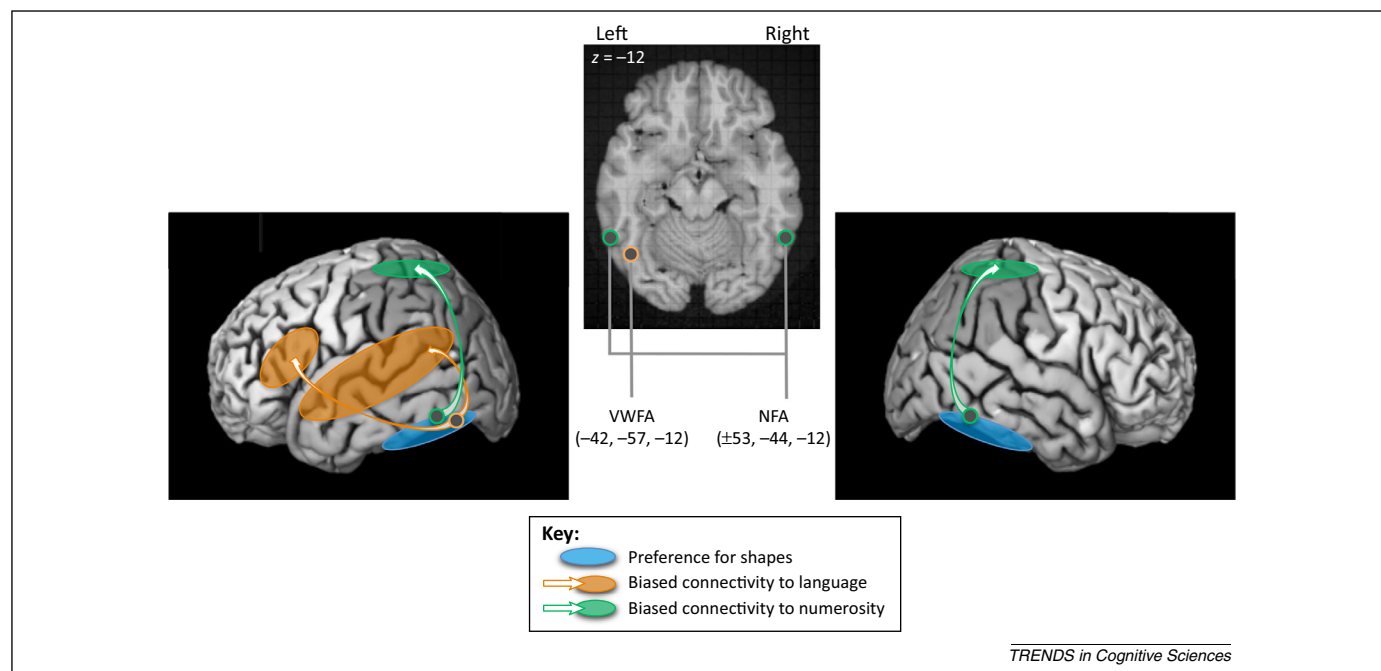 Left Right
z = –12
VWFA NFA
(–42, –57, –12) (±53, –44, –12)
Key:
Preference for shapes
Biased connectivity to language
Biased connectivity to numerosity
TRENDS in Cognitive Sciences